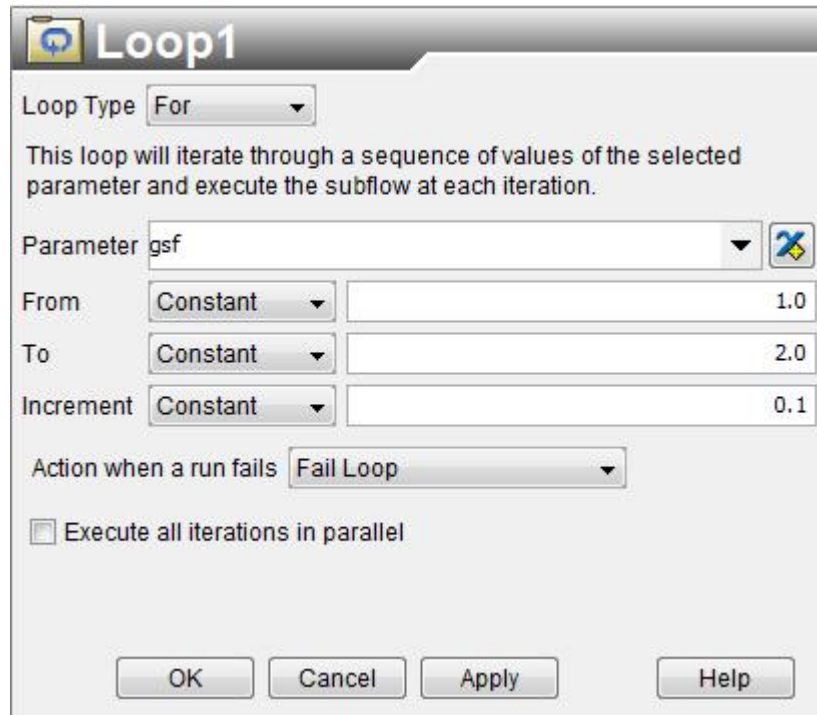 Loop1
Loop Type For
This loop will iterate through a sequence of values of the selected
parameter and execute the subflow at each iteration.
Parameter gsf
From Constant 1.0
To Constant 2.0
Increment Constant 0.1
Action when a run fails Fail Loop
Execute all iterations in parallel
OK Cancel Apply Help